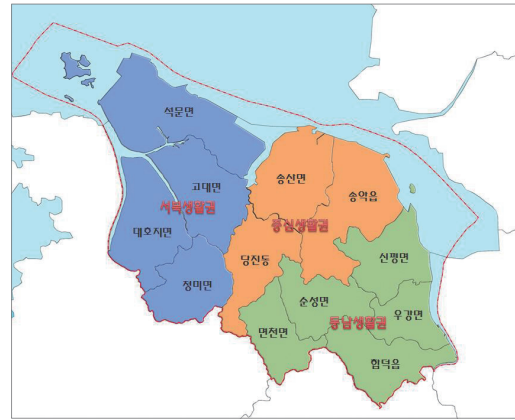 석문면
고대면
서북생활권
대호지면
정미면
송산면
송악읍
중심생활권
당진동
신평면
순성면
우강면
동남생활권
면천면
합덕읍